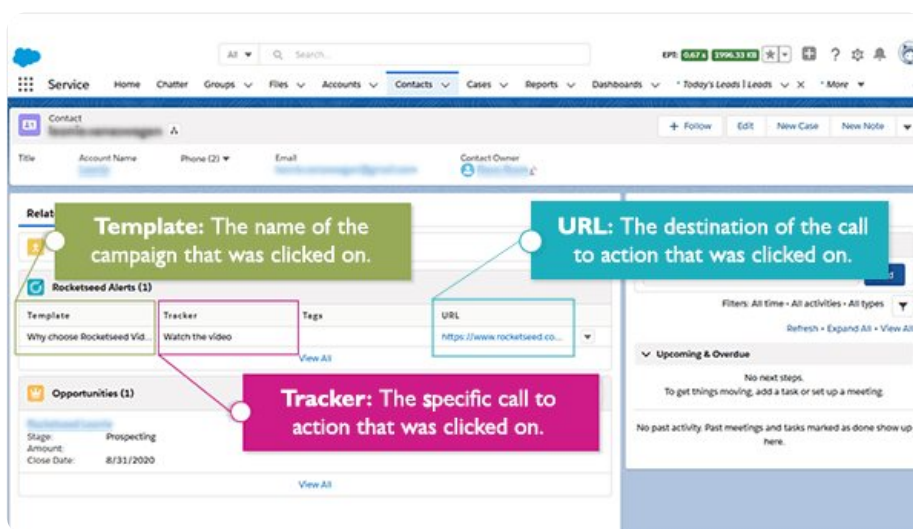 All
Search...
EPT: 0.67 s 1996.33 KB
Service Home Chatter Groups Files Accounts Contacts Cases Reports Dashboards * Today's Leads | Leads * More
Contact
+ Follow Edit New Case New Note
Title Account Name Phone (2) Email Contact Owner
Relat
Template: The name of the
campaign that was clicked on.
URL: The destination of the call
to action that was clicked on.
Rocketseed Alerts (1)
Template Tracker Tags URL
Why choose Rocketseed Vid... Watch the video https://www.rocketseed.co...
View All
Tracker: The specific call to
action that was clicked on.
Opportunities (1)
Stage: Prospecting
Amount:
Close Date: 8/31/2020
View All
Filters: All time • All activities • All types
Refresh • Expand All • View All
Upcoming & Overdue
No next steps.
To get things moving, add a task or set up a meeting.
No past activity. Past meetings and tasks marked as done show up
here.